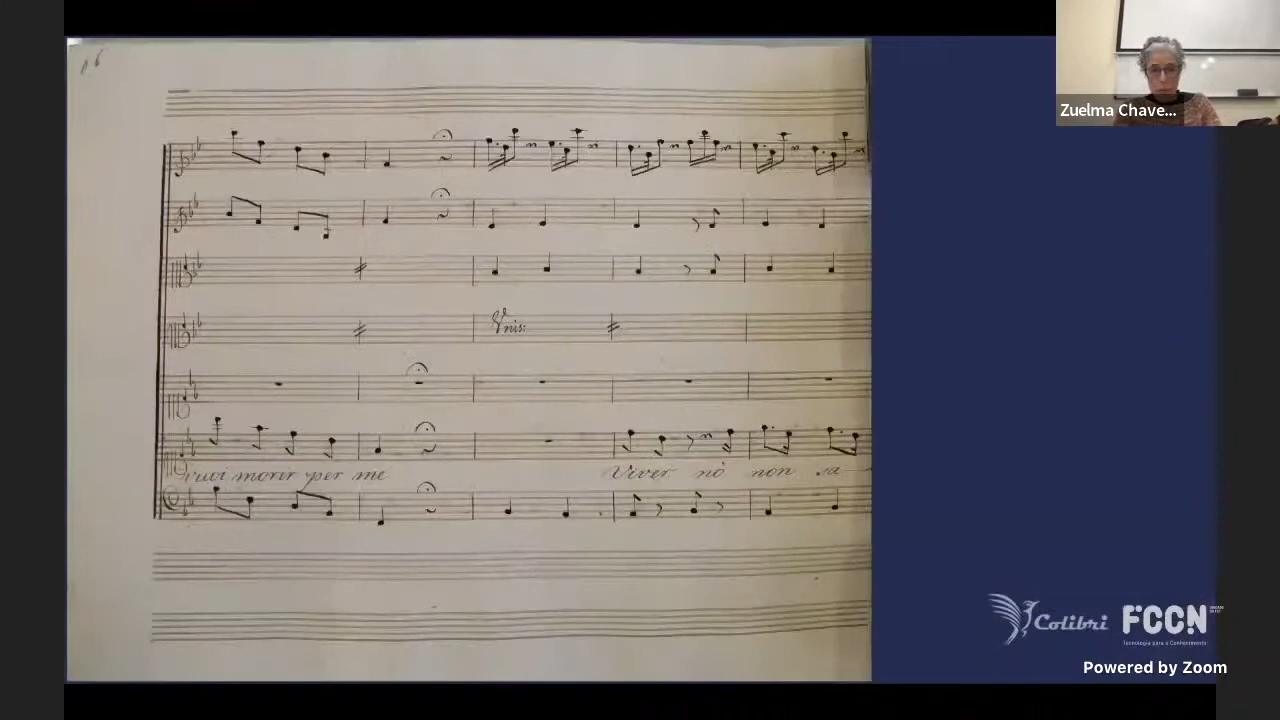 16
Zuelma Chave...
Unis:
vuoi morir per me
Viver nò non sa
Colibri
FCCN
Tecnologia para o Conhecimento
Powered by Zoom